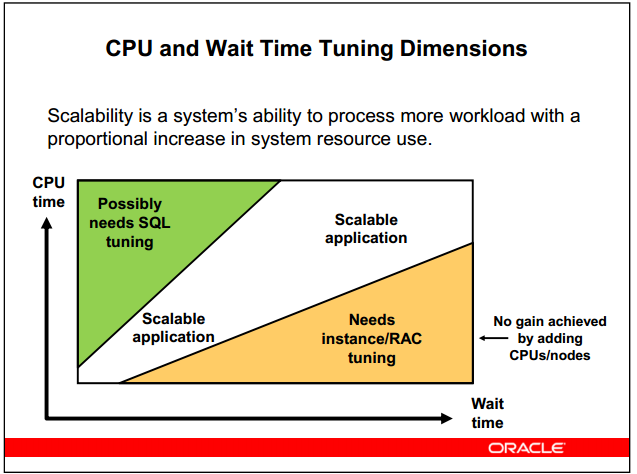 CPU and Wait Time Tuning Dimensions
Scalability is a system's ability to process more workload with a
proportional increase in system resource use.
CPU
time
Possibly
needs SQL
tuning
Scalable
application
Scalable
application
Needs
instance/RAC
tuning
No gain achieved
by adding
CPUs/nodes
Wait
time
ORACLE